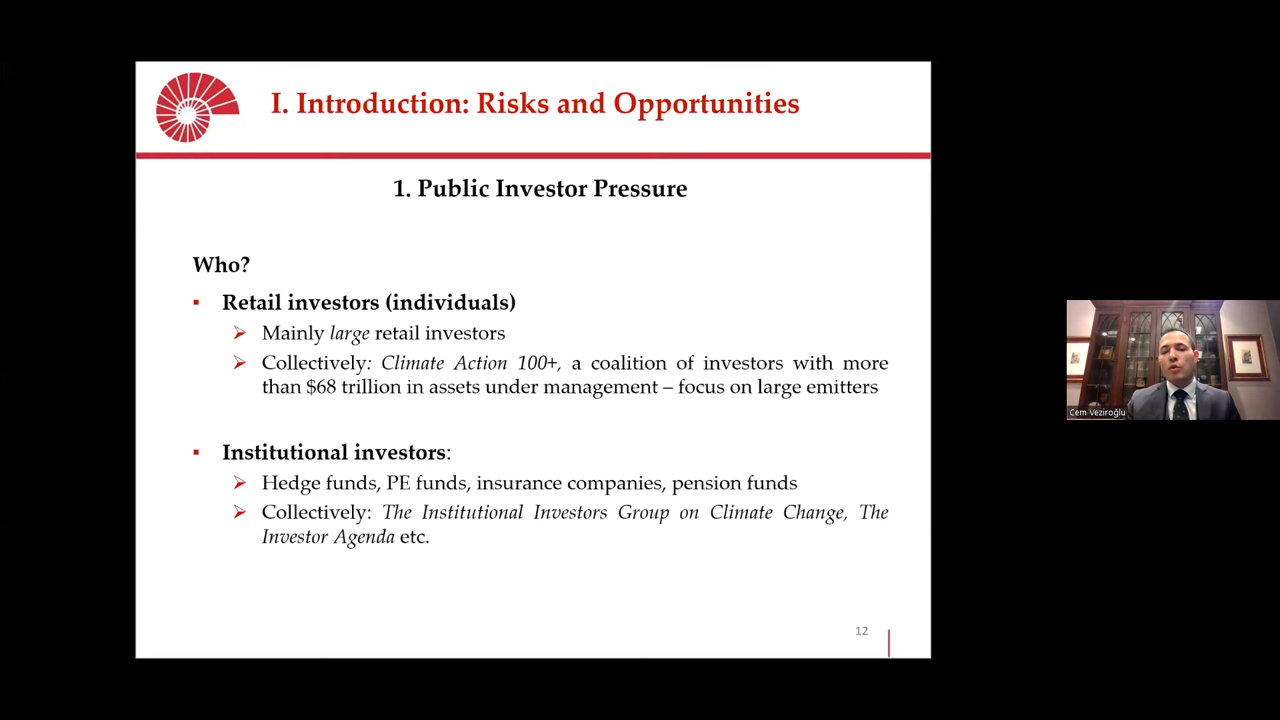 I. Introduction: Risks and Opportunities
1. Public Investor Pressure
Who?
▪ Retail investors (individuals)
➢ Mainly large retail investors
➢ Collectively: Climate Action 100+, a coalition of investors with more
than $68 trillion in assets under management – focus on large emitters
▪ Institutional investors:
➢ Hedge funds, PE funds, insurance companies, pension funds
➢ Collectively: The Institutional Investors Group on Climate Change, The
Investor Agenda etc.
12
Cem Veziroğlu